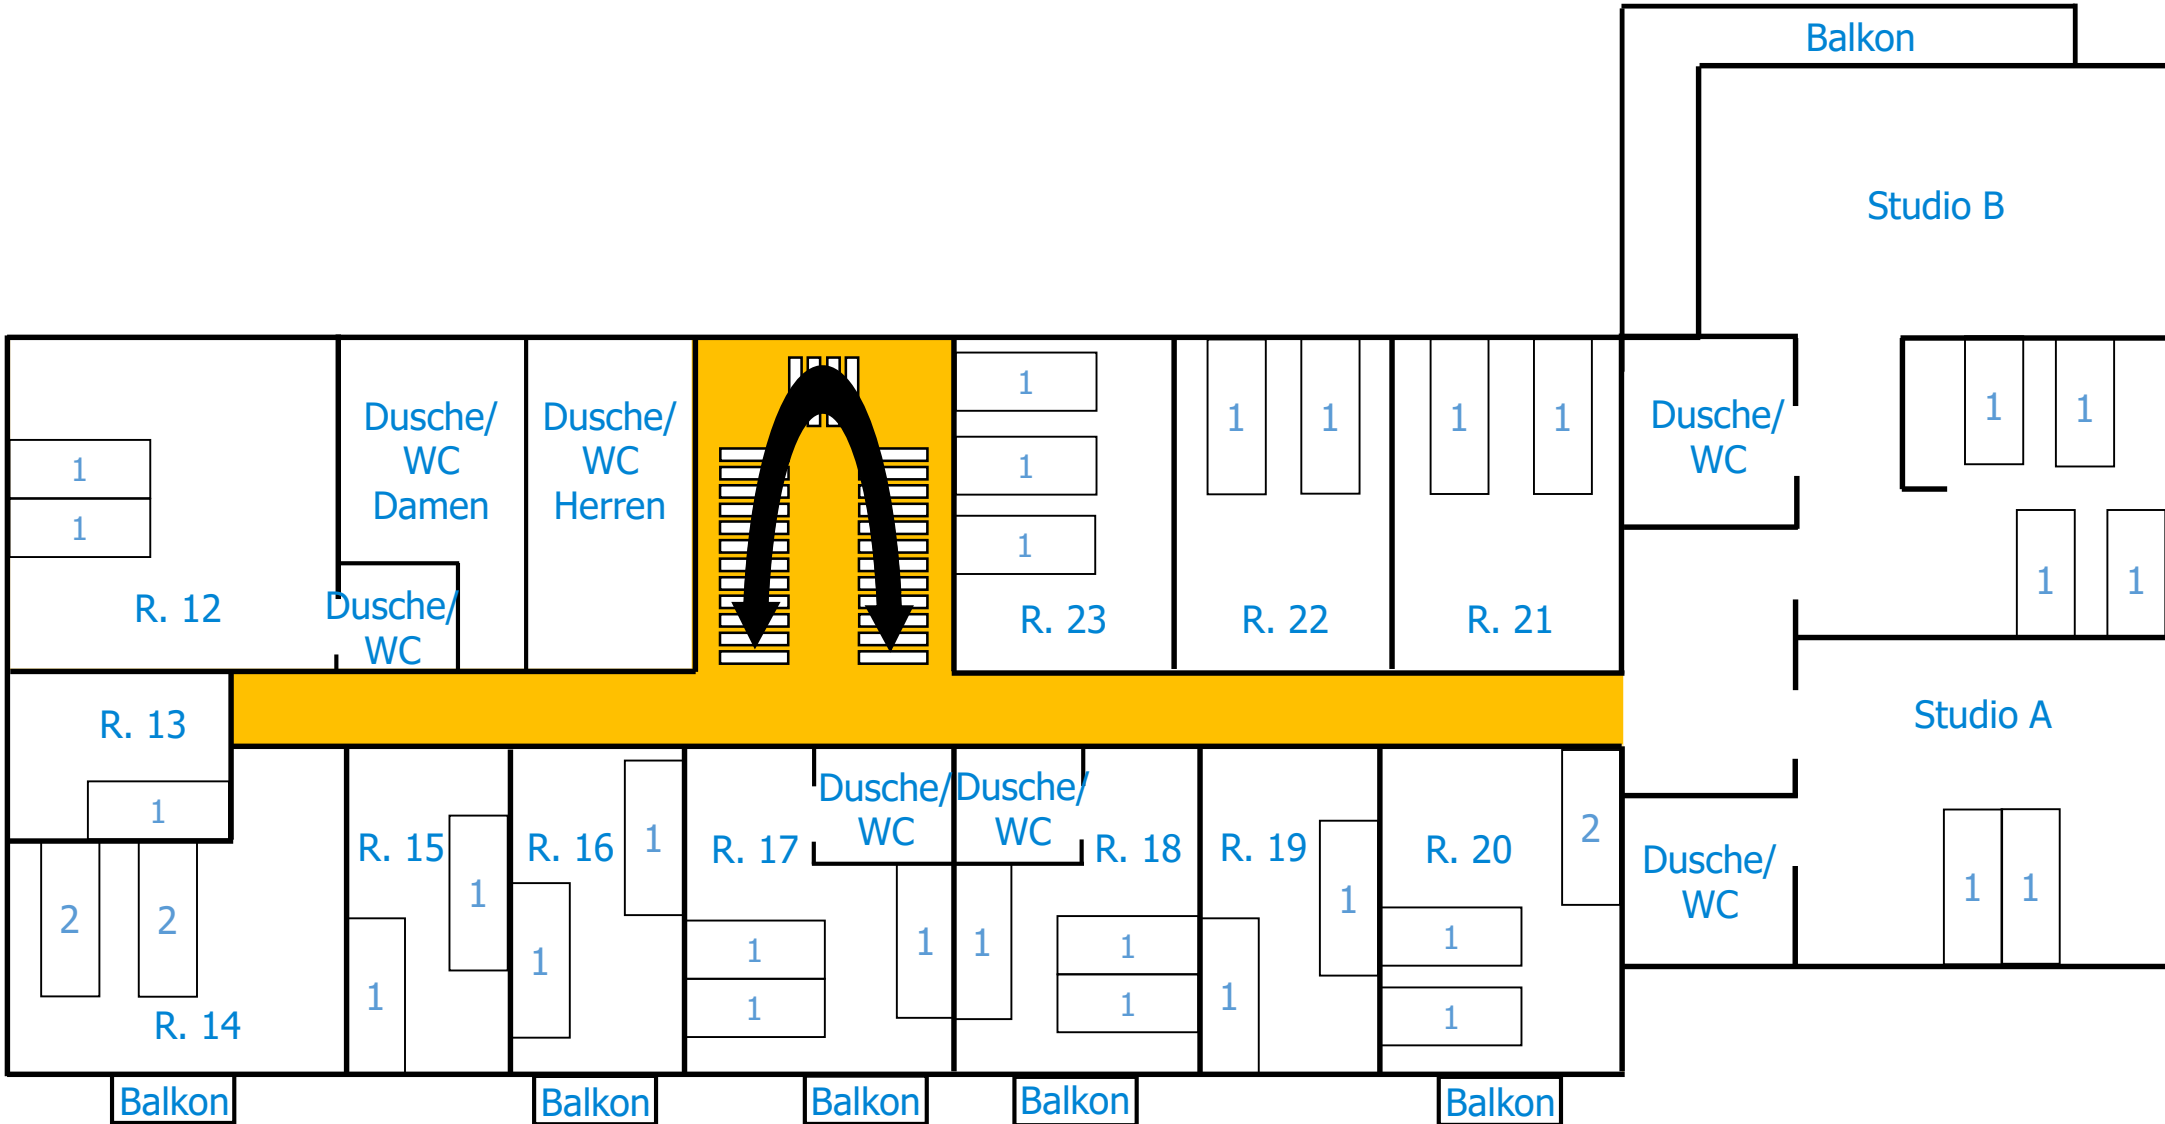 Balkon
Studio B
1
1
1
1
1
1
1
1
Dusche/
WC
Damen
Dusche/
WC
Herren
Dusche/
WC
1
1
1
1
1
1
1
R. 12
Dusche/
WC
R. 23
R. 22
R. 21
R. 13
1
Studio A
R. 15
1
1
R. 16
1
1
R. 17
Dusche/
WC
Dusche/
WC
R. 18
R. 19
1
1
R. 20
2
Dusche/
WC
1
1
2
2
1
1
1
1
1
1
1
1
R. 14
Balkon
Balkon
Balkon
Balkon
Balkon